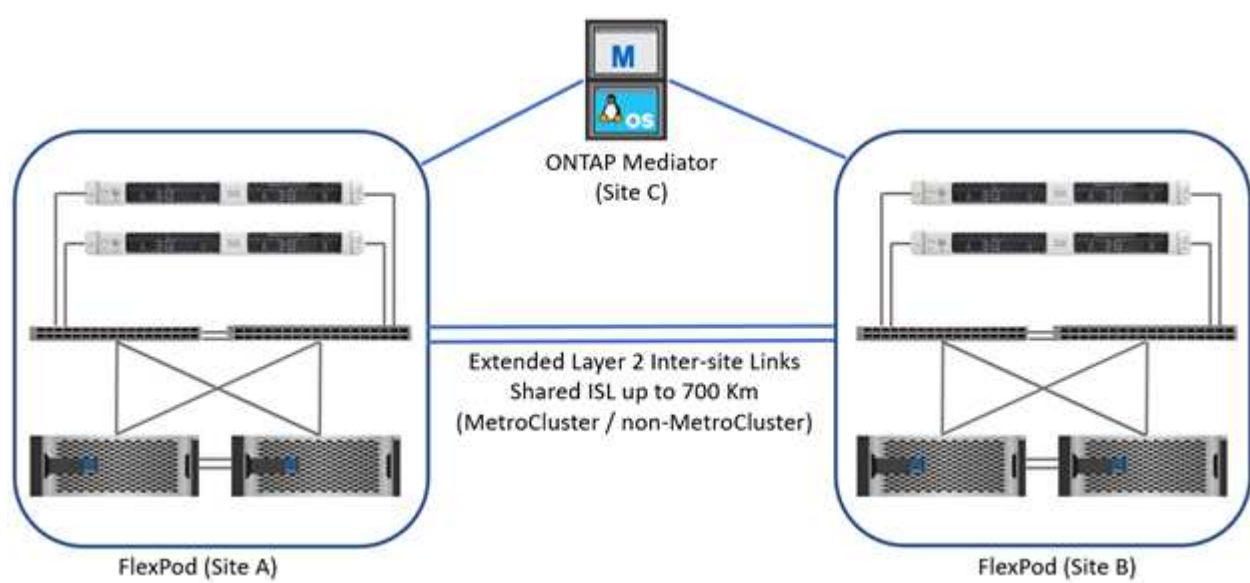 M
OS
ONTAP Mediator
(Site C)
Extended Layer 2 Inter-site Links
Shared ISL up to 700 Km
(MetroCluster / non-MetroCluster)
FlexPod (Site A)
FlexPod (Site B)